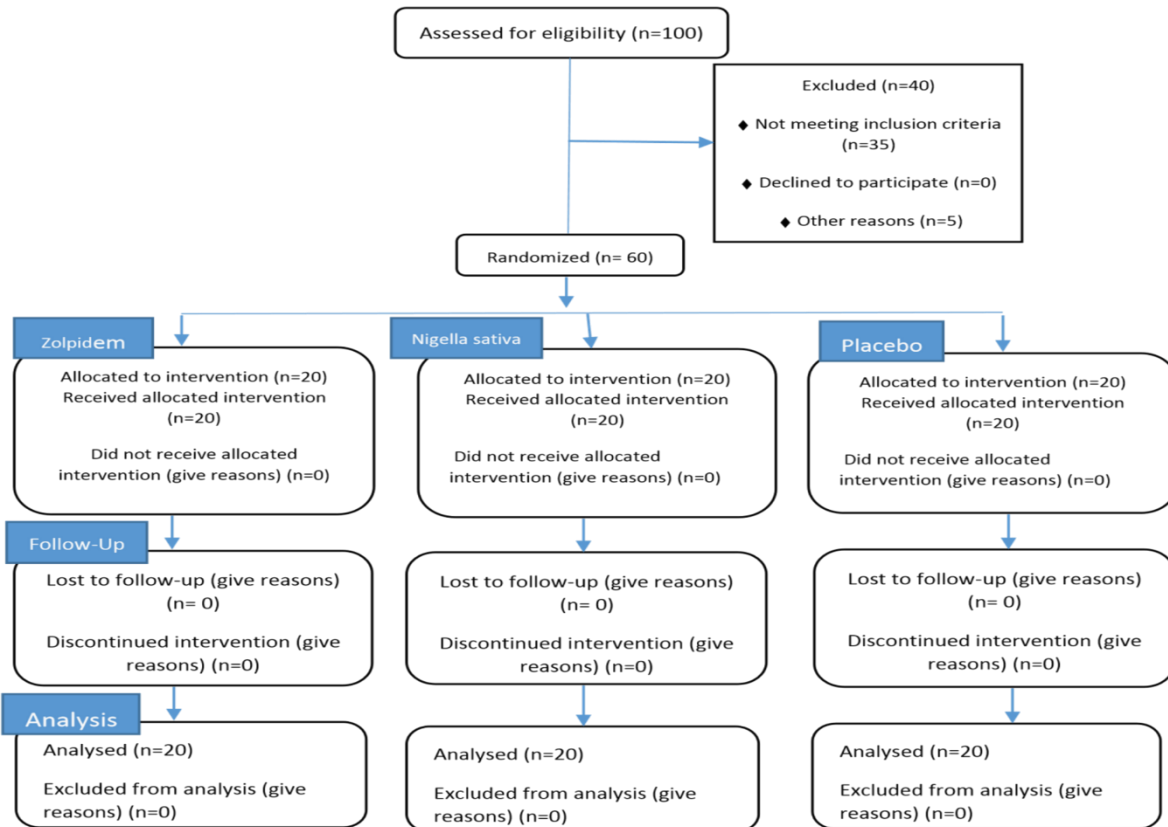 Assessed for eligibility (n=100)
Excluded (n=40)
♦ Not meeting inclusion criteria
(n=35)
♦ Declined to participate (n=0)
♦ Other reasons (n=5)
Randomized (n= 60)
Zolpidem
Allocated to intervention (n=20)
Received allocated intervention
(n=20)
Did not receive allocated
intervention (give reasons) (n=0)
Nigella sativa
Allocated to intervention (n=20)
Received allocated intervention
(n=20)
Did not receive allocated
intervention (give reasons) (n=0)
Placebo
Allocated to intervention (n=20)
Received allocated intervention
(n=20)
Did not receive allocated
intervention (give reasons) (n=0)
Follow-Up
Lost to follow-up (give reasons)
(n= 0)
Discontinued intervention (give
reasons) (n=0)
Lost to follow-up (give reasons)
(n= 0)
Discontinued intervention (give
reasons) (n=0)
Lost to follow-up (give reasons)
(n= 0)
Discontinued intervention (give
reasons) (n=0)
Analysis
Analysed (n=20)
Excluded from analysis (give
reasons) (n=0)
Analysed (n=20)
Excluded from analysis (give
reasons) (n=0)
Analysed (n=20)
Excluded from analysis (give
reasons) (n=0)